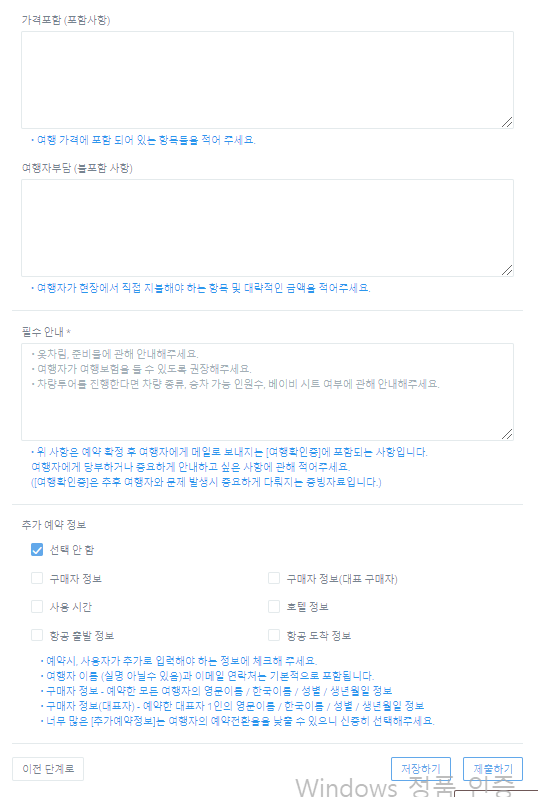 가격포함 (포함사항)
• 여행 가격에 포함 되어 있는 항목들을 적어 주세요.
여행자부담 (불포함 사항)
• 여행자가 현장에서 직접 지불해야 하는 항목 및 대략적인 금액을 적어주세요.
필수 안내 *
• 옷차림, 준비물에 관해 안내해주세요.
• 여행자가 여행보험을 들 수 있도록 권장해주세요.
• 차량투어를 진행한다면 차량 종류, 승차 가능 인원수, 베이비 시트 여부에 관해 안내해주세요.
• 위 사항은 예약 확정 후 여행자에게 메일로 보내지는 [여행확인증]에 포함되는 사항입니다.
여행자에게 당부하거나 중요하게 안내하고 싶은 사항에 관해 적어주세요.
([여행확인증]은 추후 여행자와 문제 발생시 중요하게 다뤄지는 증빙자료입니다.)
추가 예약 정보
선택 안 함
구매자 정보
구매자 정보(대표 구매자)
사용 시간
호텔 정보
항공 출발 정보
항공 도착 정보
• 예약시, 사용자가 추가로 입력해야 하는 정보에 체크해 주세요.
• 여행자 이름 (실명 아닐수 있음)과 이메일 연락처는 기본적으로 포함됩니다.
• 구매자 정보 - 예약한 모든 여행자의 영문이름 / 한국이름 / 성별 / 생년월일 정보
• 구매자 정보(대표자) - 예약한 대표자 1인의 영문이름 / 한국이름 / 성별 / 생년월일 정보
• 너무 많은 [추가예약정보]는 여행자의 예약전환율을 낮출 수 있으니 신중히 선택해주세요.
이전 단계로
저장하기
제출하기
Windows 정품 인증